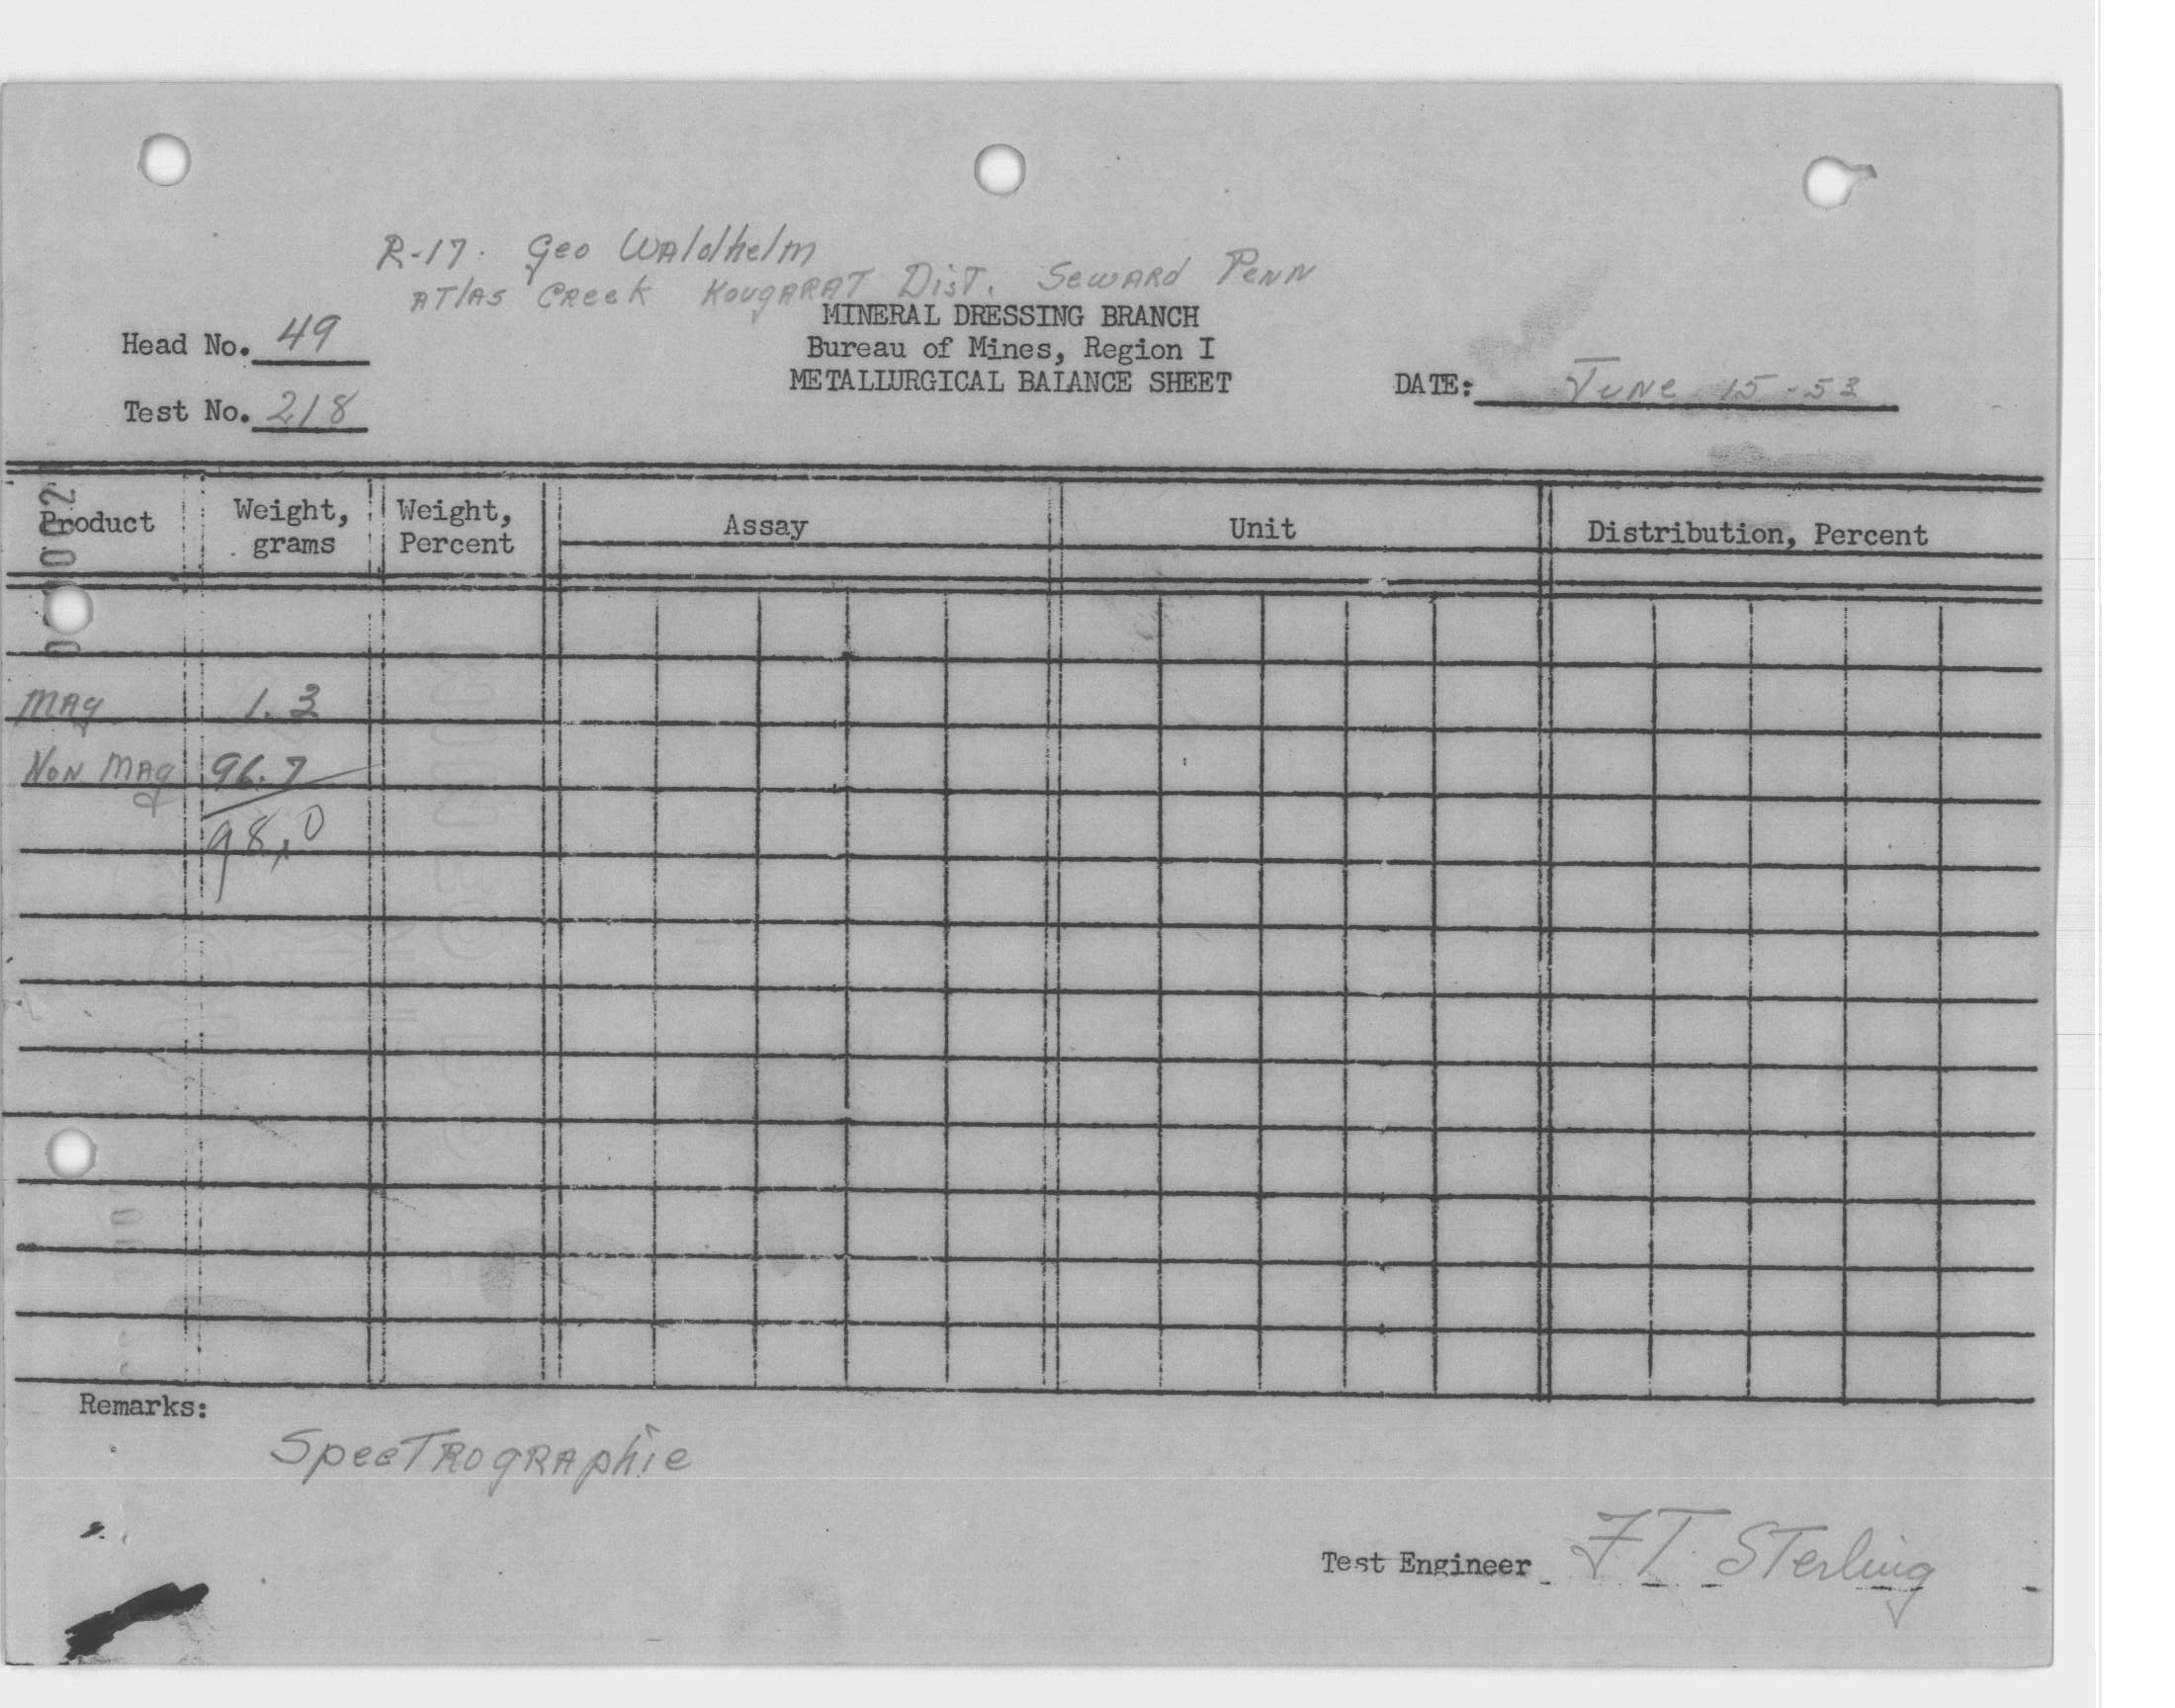 R-17. Geo Waldhelm
Atlas Creek Kougarat Dist. Seward Penn
MINERAL DRESSING BRANCH
Head No. 49
Bureau of Mines, Region I
METALLURGICAL BALANCE SHEET
DATE: June 15-53
Test No. 218
Product
Weight, grams
Weight, Percent
Assay
Unit
Distribution, Percent
Mag 1.3
Non Mag 96.7
98.0
Remarks:
Spectrographic
Test Engineer FT Sterling